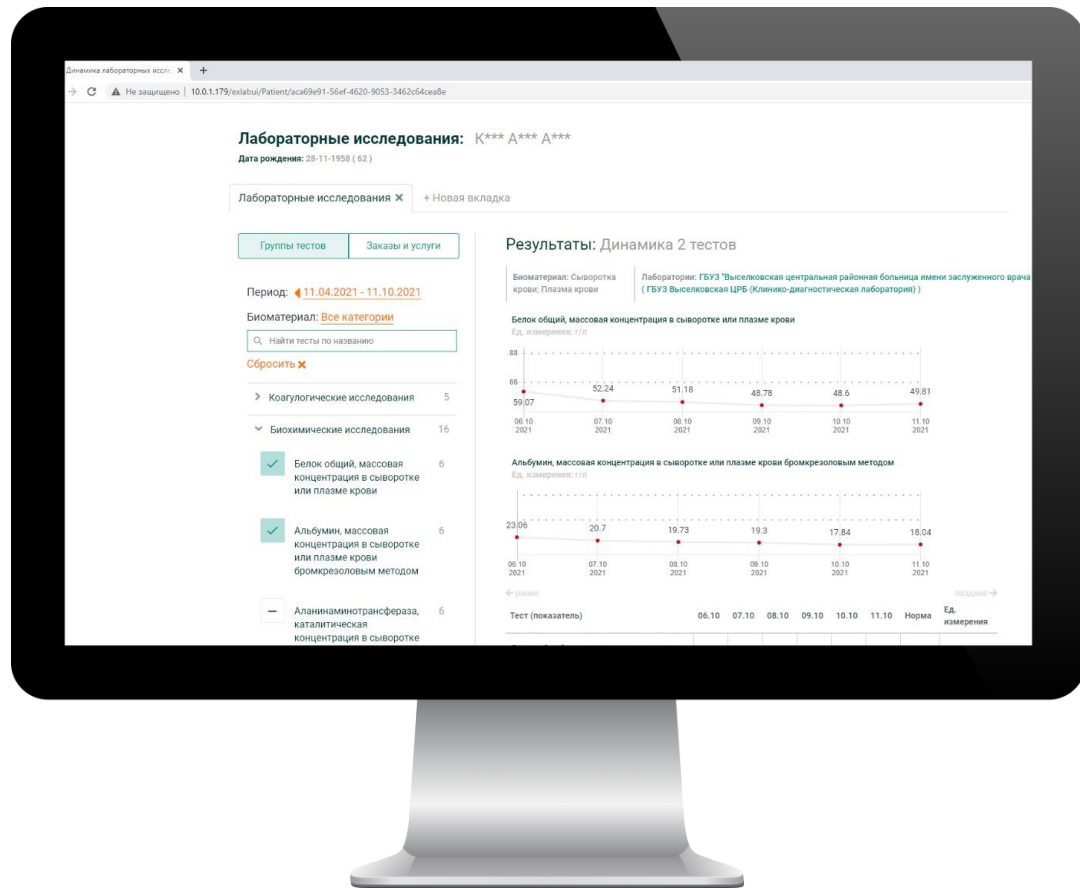 Динамика лабораторных иссле
Не защищено | 10.0.1.179/exlabui/Patient/aca69e91-56ef-4620-9053-3462c64cea8e
Лабораторные исследования: К*** А*** А***
Дата рождения: 28-11-1958 ( 62 )
Лабораторные исследования
+ Новая вкладка
Группы тестов
Заказы и услуги
Период: 11.04.2021 - 11.10.2021
Биоматериал: Все категории
Найти тесты по названию
Сбросить
Коагулогические исследования 5
Биохимические исследования 16
Белок общий, массовая 6
концентрация в сыворотке
или плазме крови
Альбумин, массовая 6
концентрация в сыворотке
или плазме крови
бромкрезоловым методом
Аланинаминотрансфераза, 6
каталитическая
концентрация в сыворотке
Результаты: Динамика 2 тестов
Биоматериал: Сыворотка
крови; Плазма крови
Лаборатории: ГБУЗ "Выселковская центральная районная больница имени заслуженного врача
( ГБУЗ Выселковская ЦРБ (Клинико-диагностическая лаборатория) )
Белок общий, массовая концентрация в сыворотке или плазме крови
Ед. измерения: г/л
88
66
59.07 52.24 51.18 48.78 48.6 49.81
06.10 07.10 08.10 09.10 10.10 11.10
2021 2021 2021 2021 2021 2021
Альбумин, массовая концентрация в сыворотке или плазме крови бромкрезоловым методом
Ед. измерения: г/л
23.06 20.7 19.73 19.3 17.84 18.04
06.10 07.10 08.10 09.10 10.10 11.10
2021 2021 2021 2021 2021 2021
ранее
позднее
Тест (показатель) 06.10 07.10 08.10 09.10 10.10 11.10 Норма Ед.
измерения